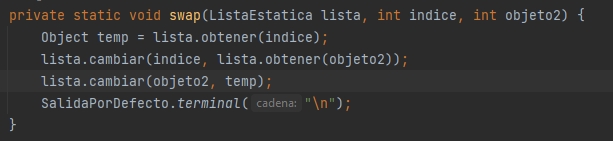 private static void swap(ListaEstatica lista, int indice, int objeto2) {
    Object temp = lista.obtener(indice);
    lista.cambiar(indice, lista.obtener(objeto2));
    lista.cambiar(objeto2, temp);
    SalidaPorDefecto.terminal( cadena: "\n");
}